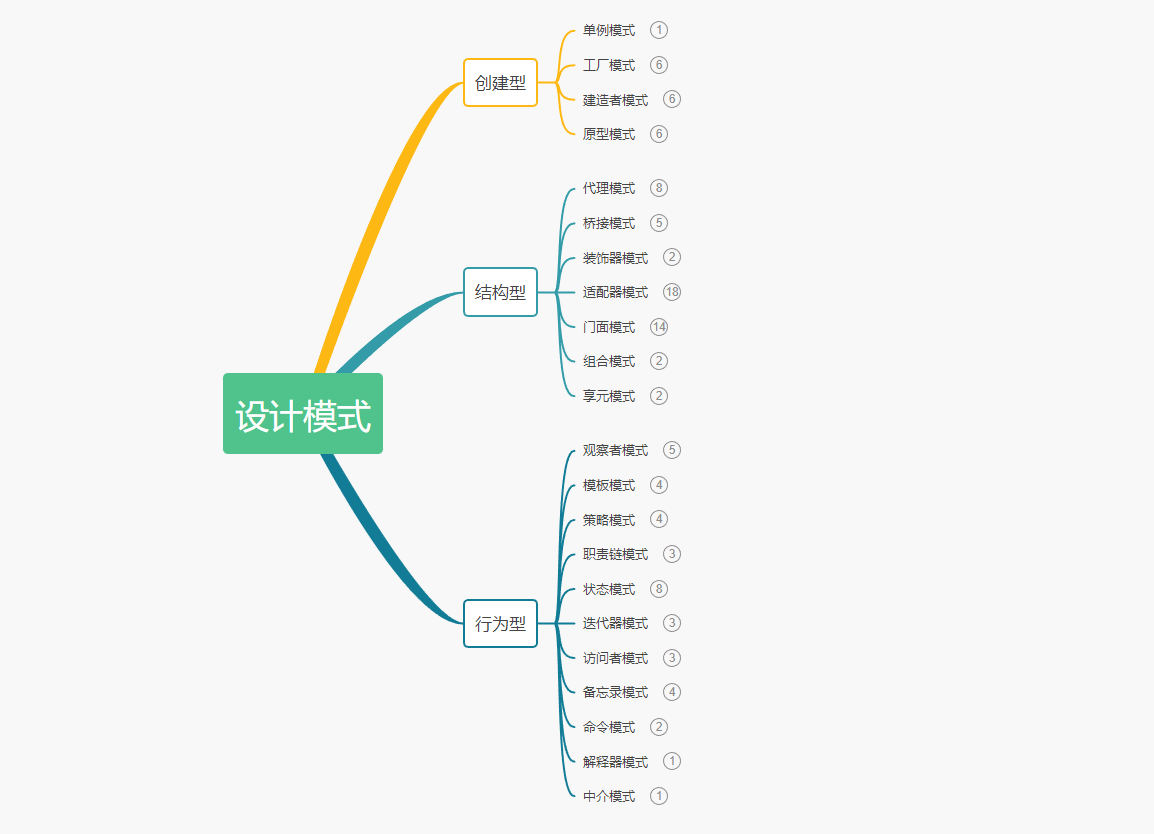 设计模式
创建型
单例模式 1
工厂模式 6
建造者模式 6
原型模式 6
结构型
代理模式 8
桥接模式 5
装饰器模式 2
适配器模式 18
门面模式 14
组合模式 2
享元模式 2
行为型
观察者模式 5
模板模式 4
策略模式 4
职责链模式 3
状态模式 8
迭代器模式 3
访问者模式 3
备忘录模式 4
命令模式 2
解释器模式 1
中介模式 1